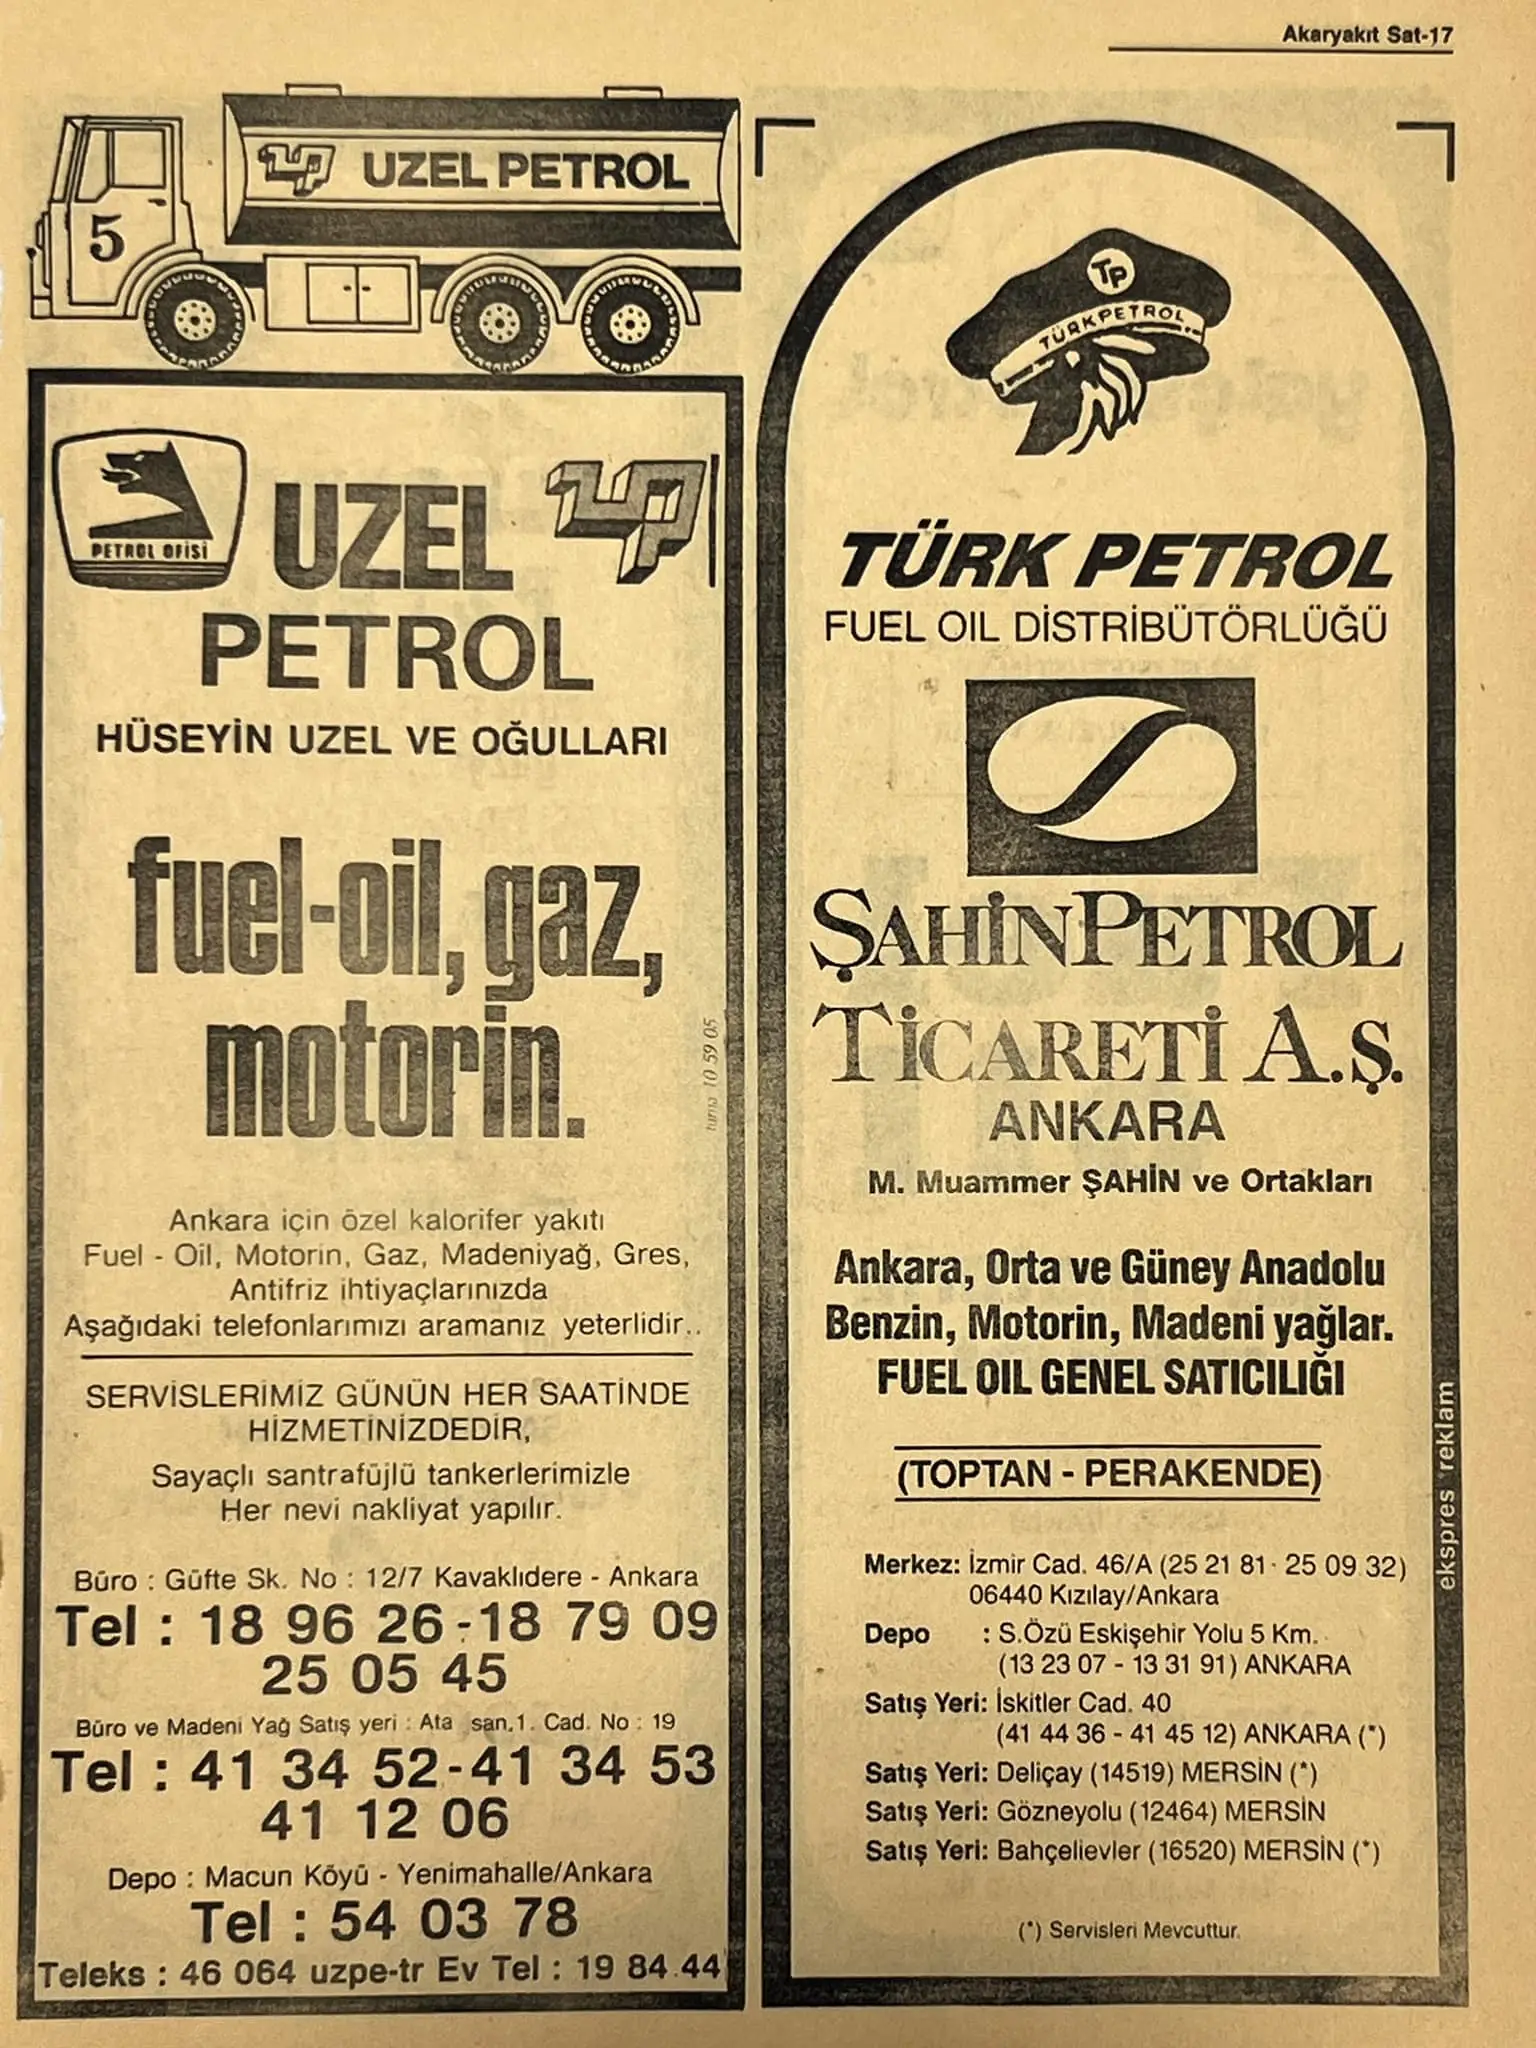 Akaryakıt Sat-17
UP UZEL PETROL
5
PETROL OFİSİ
UZEL
UP
PETROL
HÜSEYİN UZEL VE OĞULLARI
fuel-oil, gaz,
motorin.
Ankara için özel kalorifer yakıtı
Fuel - Oil, Motorin, Gaz, Madeniyağ, Gres,
Antifriz ihtiyaçlarınızda
Aşağıdaki telefonlarımızı aramanız yeterlidir..
SERVİSLERİMİZ GÜNÜN HER SAATİNDE
HİZMETİNİZDEDİR,
Sayaçlı santrafüjlü tankerlerimizle
Her nevi nakliyat yapılır.
Büro : Güfte Sk. No : 12/7 Kavaklıdere - Ankara
Tel : 18 96 26-18 79 09
25 05 45
Büro ve Madeni Yağ Satış yeri : Ata san.1. Cad. No : 19
Tel : 41 34 52-41 34 53
41 12 06
Depo : Macun Köyü - Yenimahalle/Ankara
Tel : 54 03 78
Teleks : 46 064 uzpe-tr Ev Tel : 19 84 44
10 59 05
TP
TÜRKPETROL
TÜRK PETROL
FUEL OIL DİSTRİBÜTÖRLÜĞÜ
ŞAHİNPETROL
TİCARETİ A.Ş.
ANKARA
M. Muammer ŞAHİN ve Ortakları
Ankara, Orta ve Güney Anadolu
Benzin, Motorin, Madeni yağlar.
FUEL OIL GENEL SATICILIĞI
(TOPTAN - PERAKENDE)
Merkez: İzmir Cad. 46/A (25 21 81 - 25 09 32)
06440 Kızılay/Ankara
Depo : S.Özü Eskişehir Yolu 5 Km.
(13 23 07 - 13 31 91) ANKARA
Satış Yeri: İskitler Cad. 40
(41 44 36 - 41 45 12) ANKARA (*)
Satış Yeri: Deliçay (14519) MERSİN (*)
Satış Yeri: Gözneyolu (12464) MERSİN
Satış Yeri: Bahçelievler (16520) MERSİN (*)
(*) Servisleri Mevcuttur.
ekspres reklam